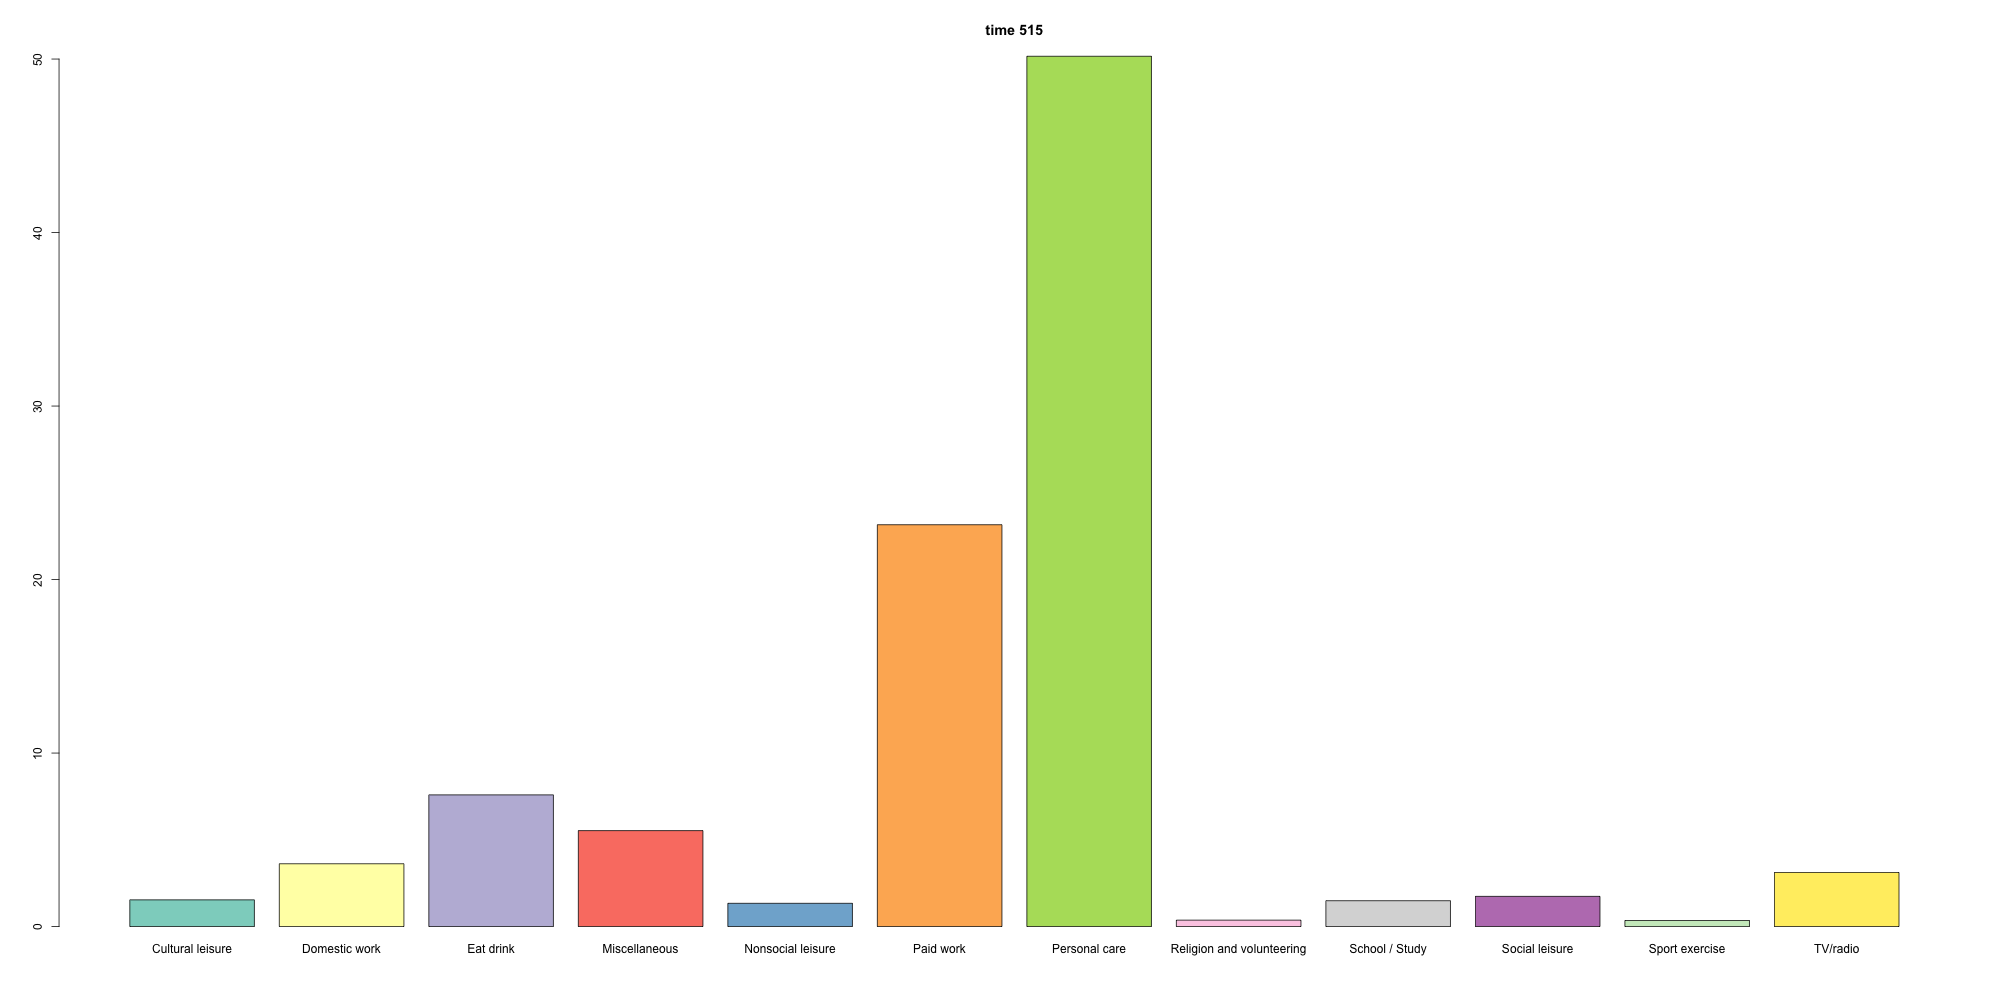 time 515
50
40
30
20
10
0
Cultural leisure
Domestic work
Eat drink
Miscellaneous
Nonsocial leisure
Paid work
Personal care
Religion and volunteering
School / Study
Social leisure
Sport exercise
TV/radio